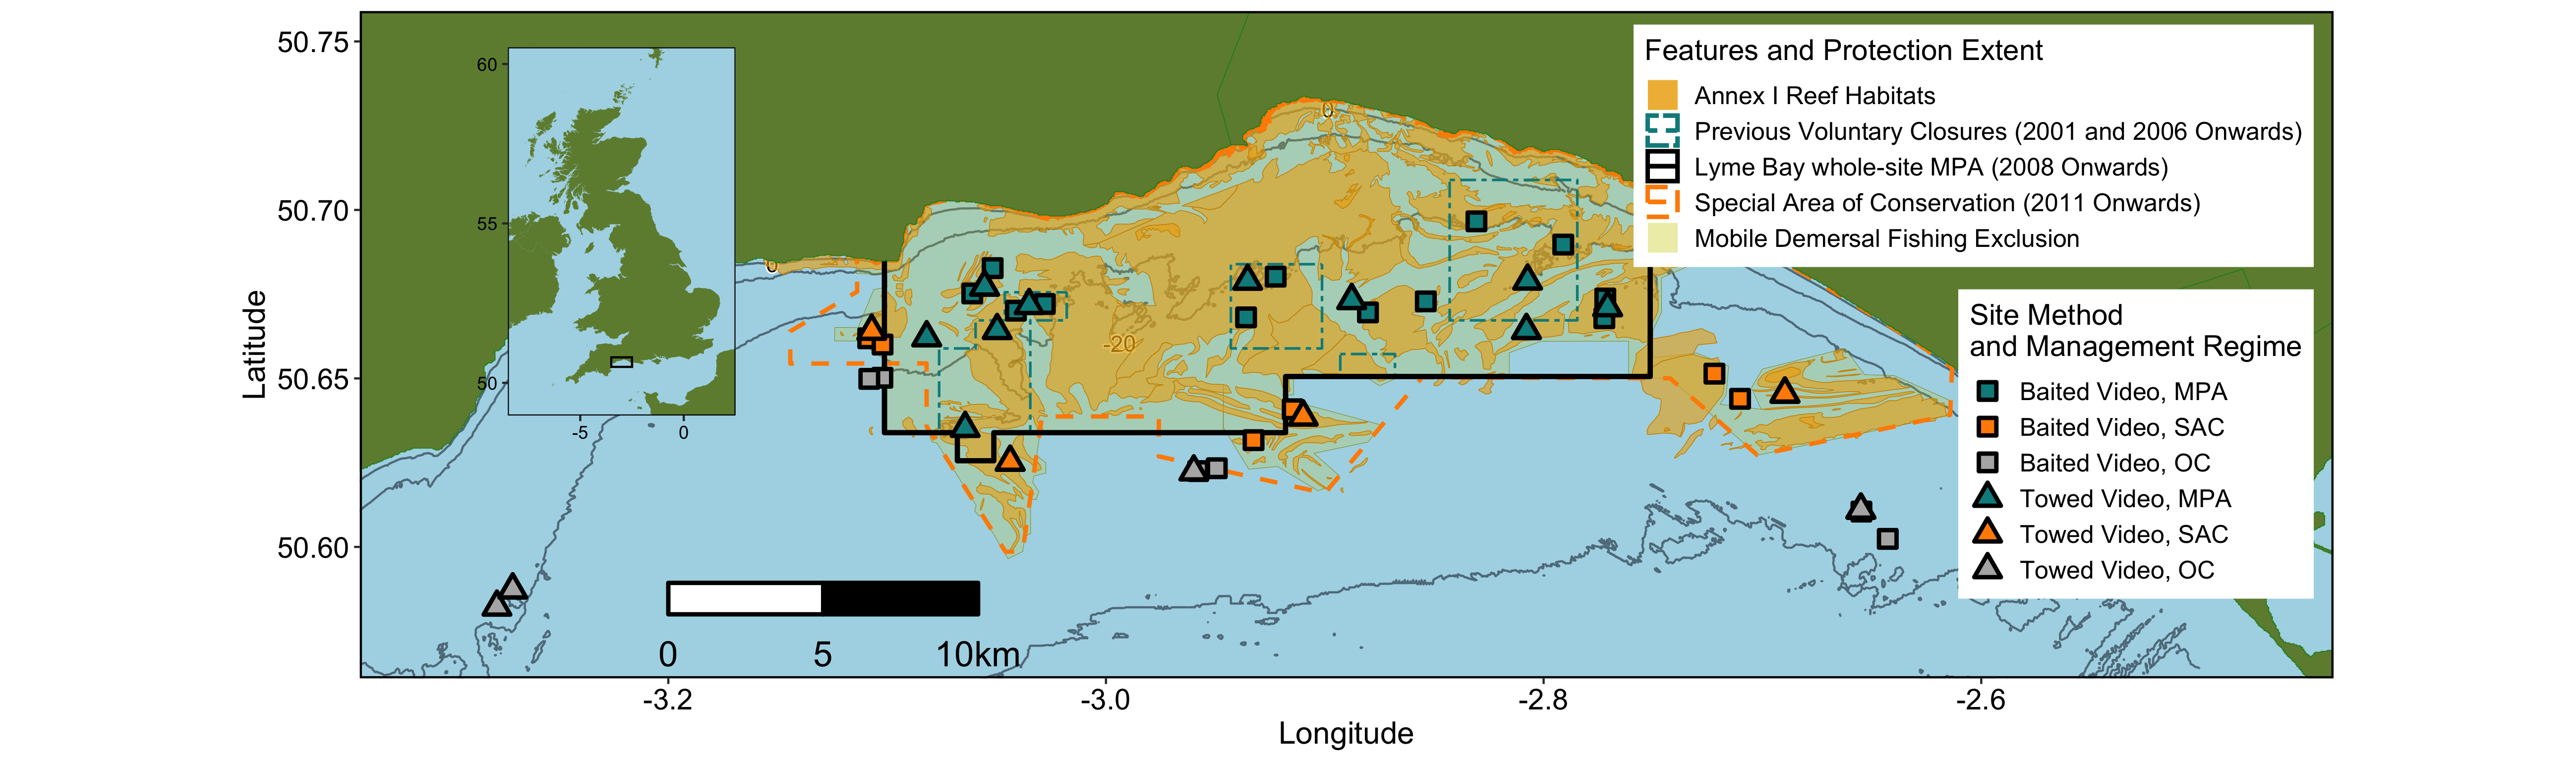 50.75
50.70
50.65
50.60
Latitude
60
55
50
-5
0
0
0
-20
0
5
10km
-3.2
-3.0
-2.8
-2.6
Longitude
Features and Protection Extent
Annex I Reef Habitats
Previous Voluntary Closures (2001 and 2006 Onwards)
Lyme Bay whole-site MPA (2008 Onwards)
Special Area of Conservation (2011 Onwards)
Mobile Demersal Fishing Exclusion
Site Method
and Management Regime
Baited Video, MPA
Baited Video, SAC
Baited Video, OC
Towed Video, MPA
Towed Video, SAC
Towed Video, OC